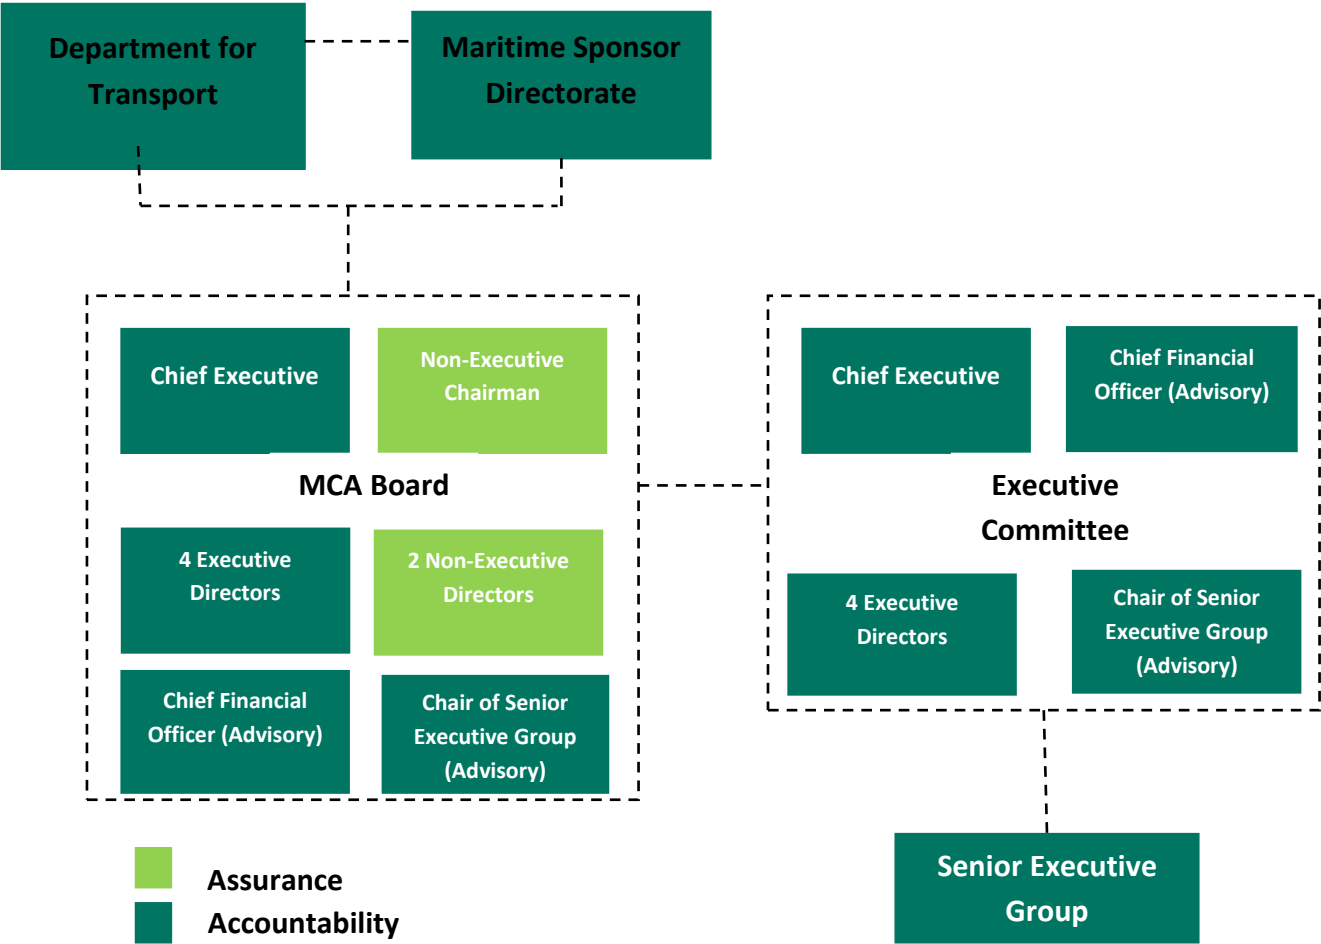 Department for
Transport
Maritime Sponsor
Directorate
Chief Executive
Non-Executive
Chairman
MCA Board
4 Executive
Directors
2 Non-Executive
Directors
Chief Financial
Officer (Advisory)
Chair of Senior
Executive Group
(Advisory)
Chief Executive
Chief Financial
Officer (Advisory)
Executive
Committee
4 Executive
Directors
Chair of Senior
Executive Group
(Advisory)
Senior Executive
Group
Assurance
Accountability